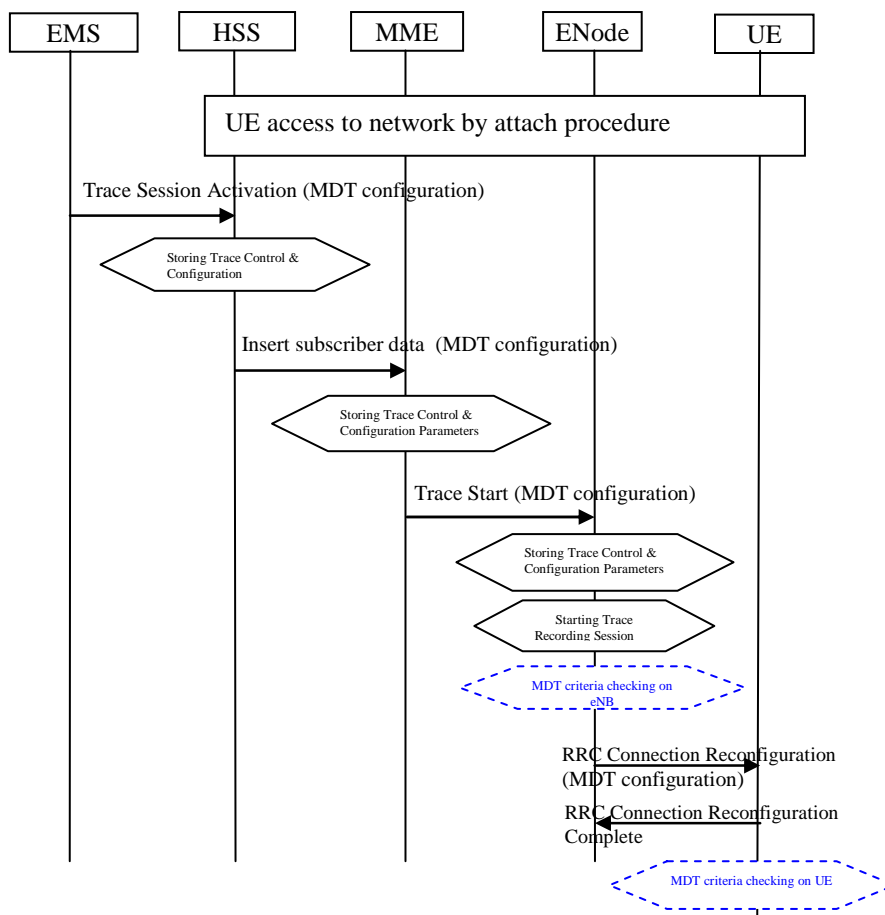 EMS
HSS
MME
ENode
UE
UE access to network by attach procedure
Trace Session Activation (MDT configuration)
Storing Trace Control &
Configuration
Insert subscriber data (MDT configuration)
Storing Trace Control &
Configuration Parameters
Trace Start (MDT configuration)
Storing Trace Control &
Configuration Parameters
Starting Trace
Recording Session
MDT criteria checking on
eNB
RRC Connection Reconfiguration
(MDT configuration)
RRC Connection Reconfiguration
Complete
MDT criteria checking on UE